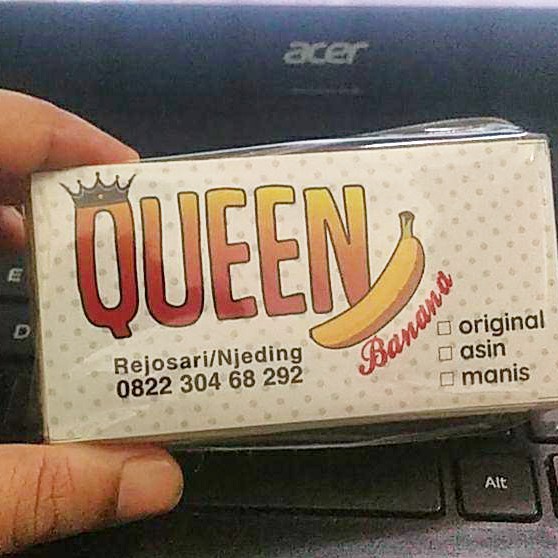 acer
QUEEN
Banana
Rejosari/Njeding
0822 304 68 292
original
asin
manis
E
D
Alt